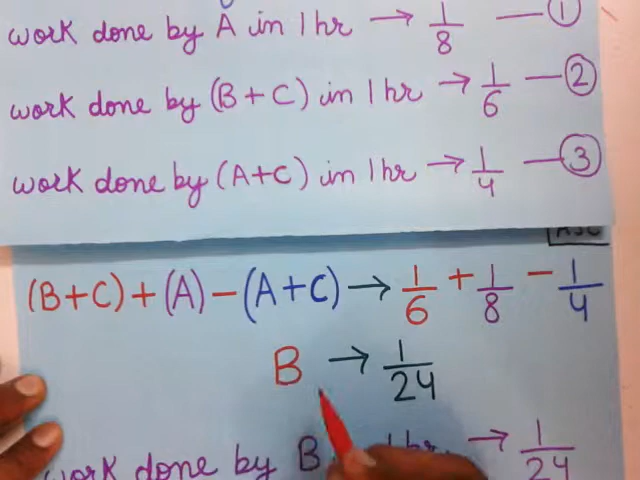 work done by A in 1 hr → 1/8 — ①
work done by (B + C) in 1 hr → 1/6 — ②
work done by (A+C) in 1 hr → 1/4 — ③
(B+C) + (A) − (A+C) → 1/6 + 1/8 − 1/4
B → 1/24
work done by B 1 hr → 1/24